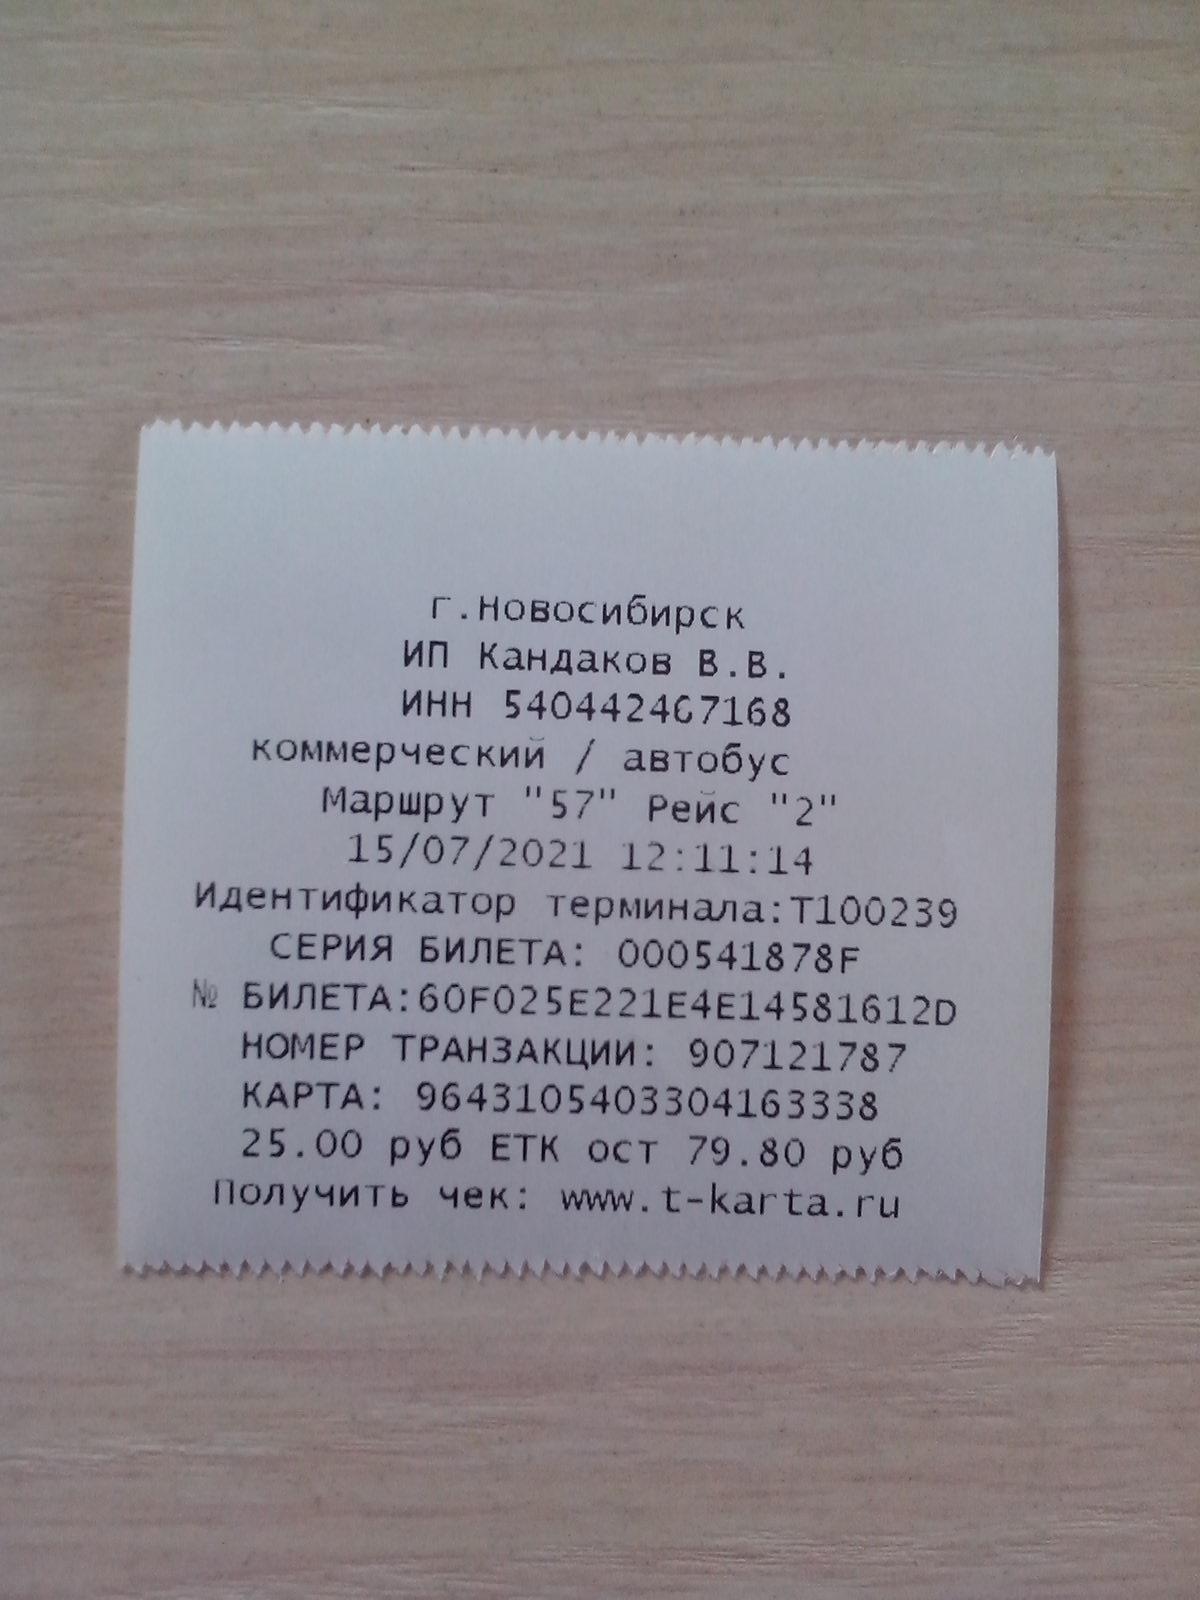 г.Новосибирск
ИП Кандаков В.В.
ИНН 540442467168
коммерческий / автобус
Маршрут "57" Рейс "2"
15/07/2021 12:11:14
Идентификатор терминала:Т100239
СЕРИЯ БИЛЕТА: 000541878F
№ БИЛЕТА:60F025E221E4E14581612D
НОМЕР ТРАНЗАКЦИИ: 907121787
КАРТА: 9643105403304163338
25.00 руб ЕТК ост 79.80 руб
Получить чек: www.t-karta.ru